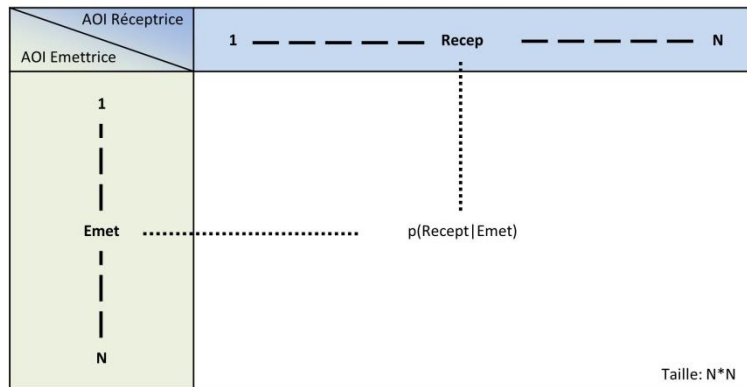 AOI Réceptrice
AOI Emettrice
1 Recep N
1
Emet p(Recept|Emet)
N
Taille: N*N